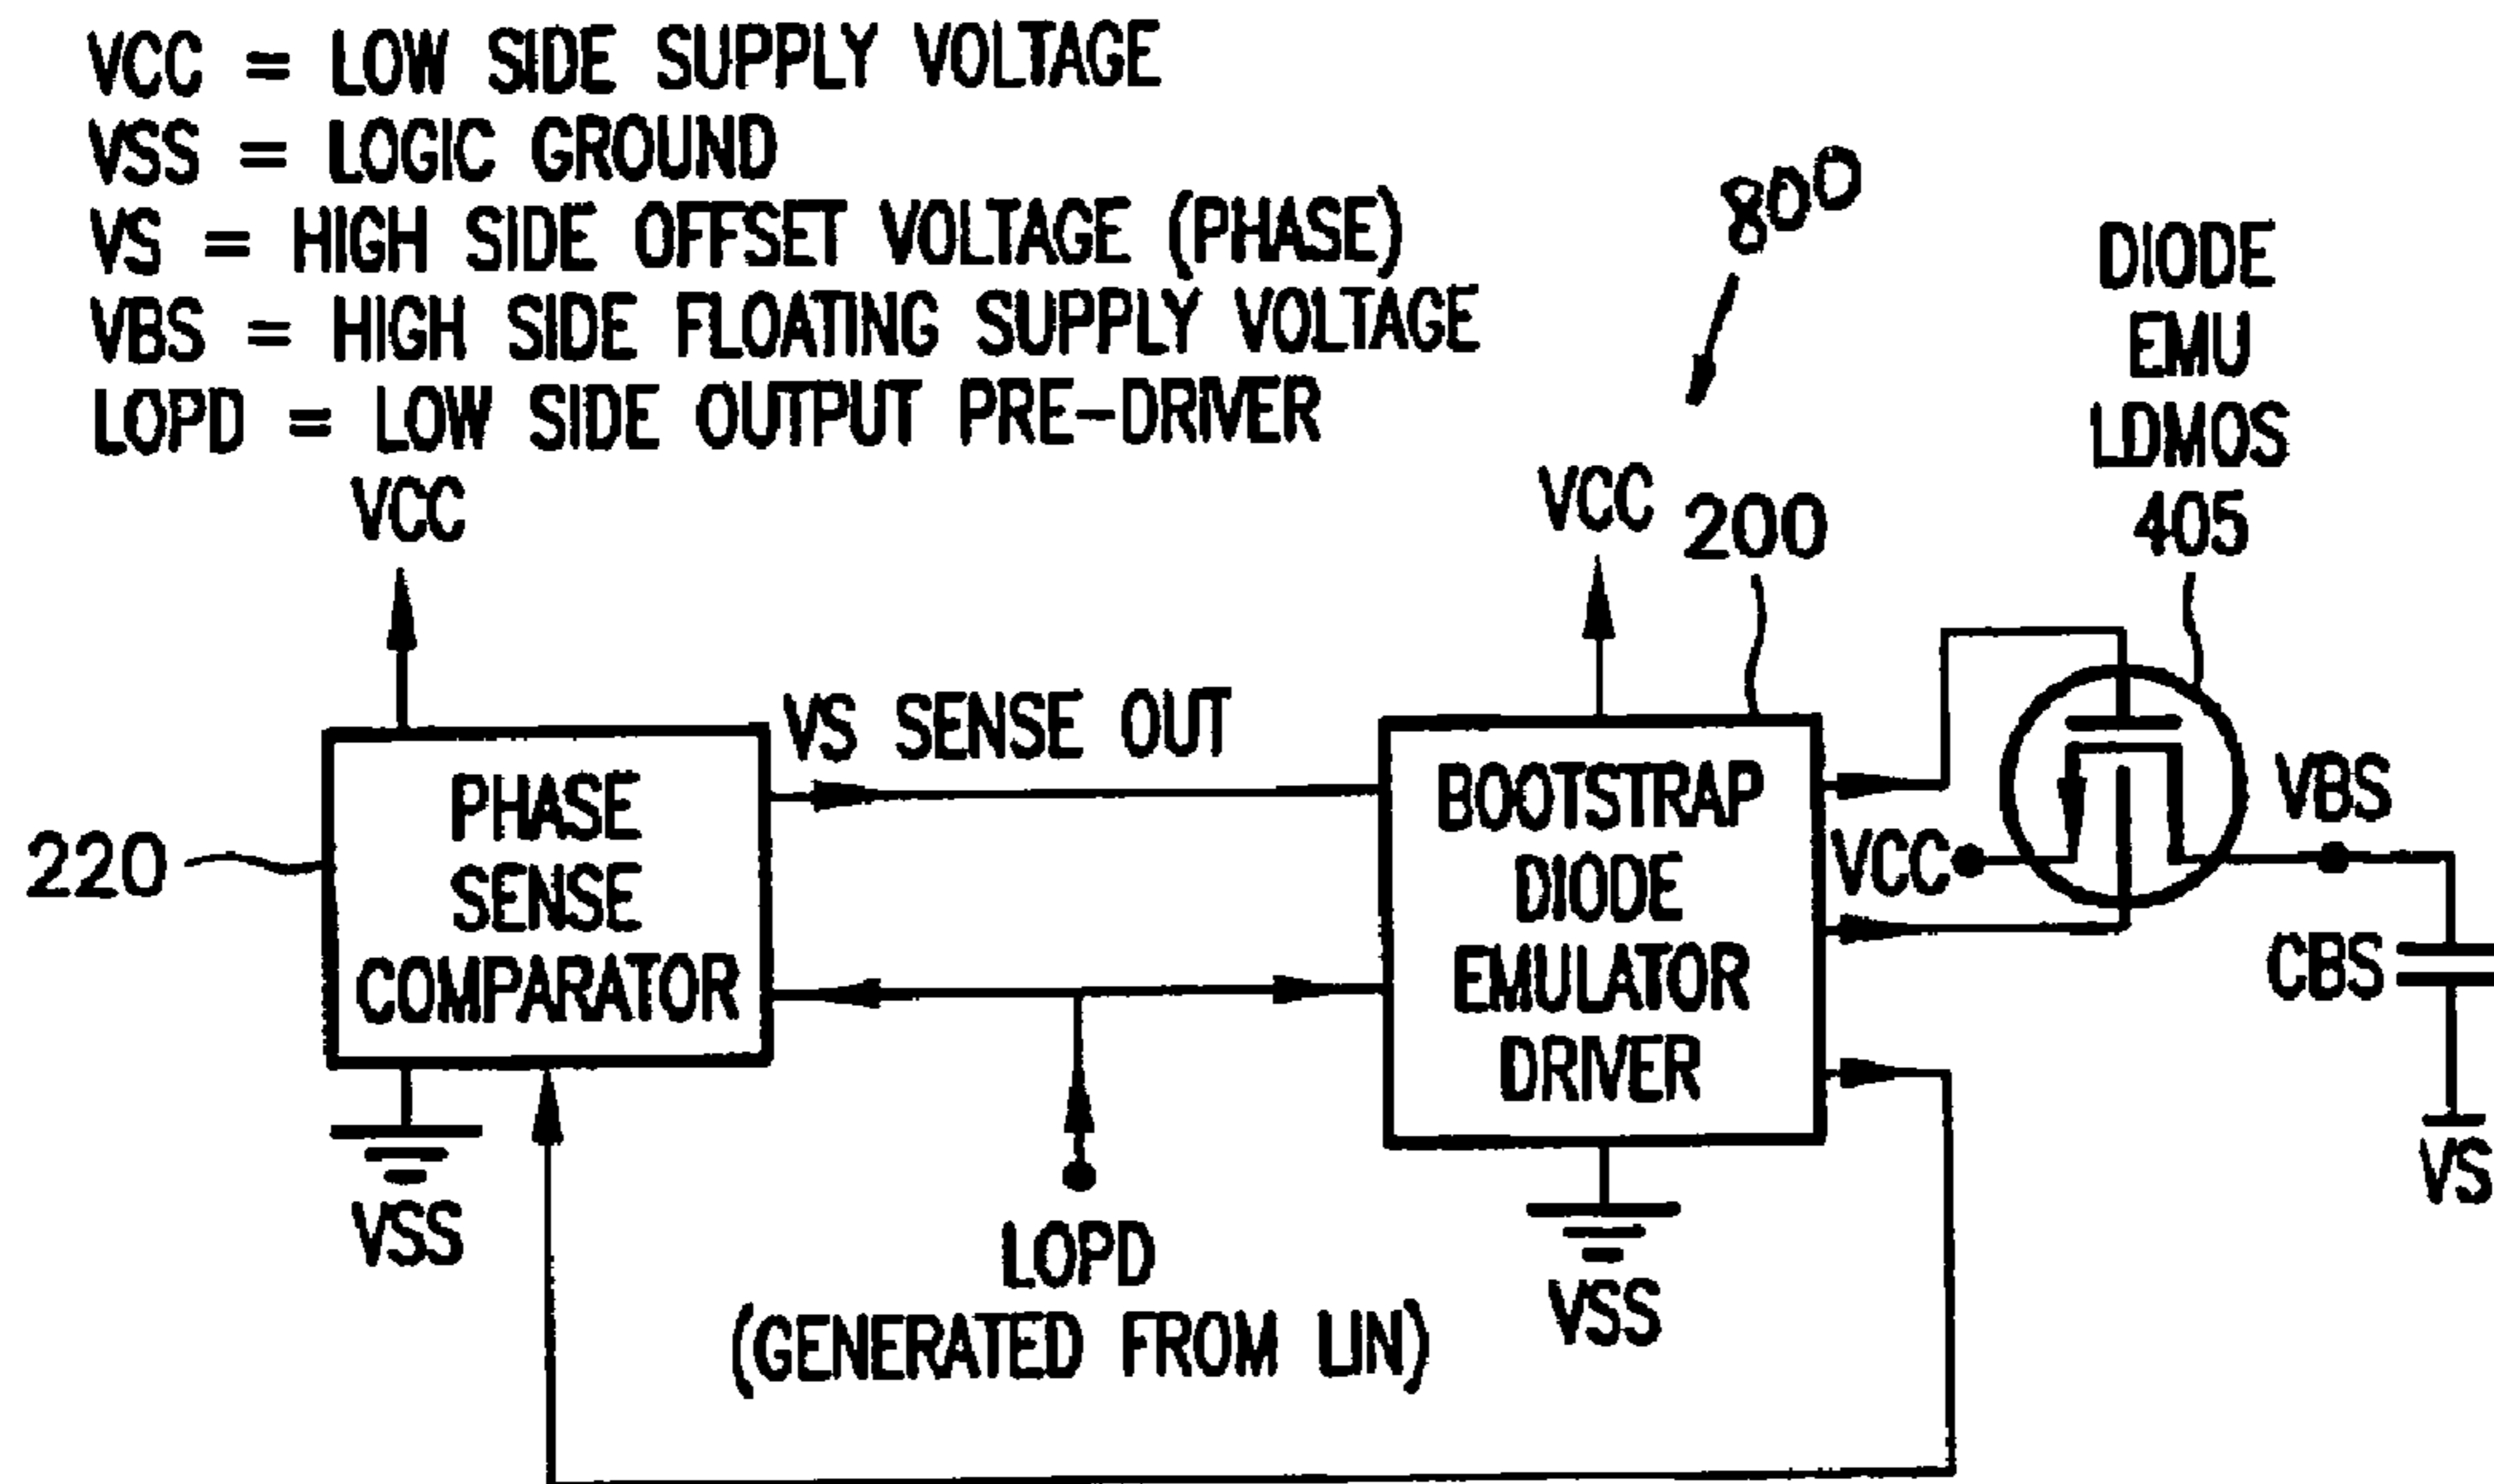 VCC = LOW SIDE SUPPLY VOLTAGE
VSS = LOGIC GROUND
VS = HIGH SIDE OFFSET VOLTAGE (PHASE)
VBS = HIGH SIDE FLOATING SUPPLY VOLTAGE
LOPD = LOW SIDE OUTPUT PRE-DRIVER
800
DIODE
EMU
LDMOS
405
VCC
VCC
200
VS SENSE OUT
PHASE
SENSE
COMPARATOR
220
BOOTSTRAP
DIODE
EMULATOR
DRIVER
VCC
VBS
CBS
VS
VSS
LOPD
(GENERATED FROM LIN)
VSS